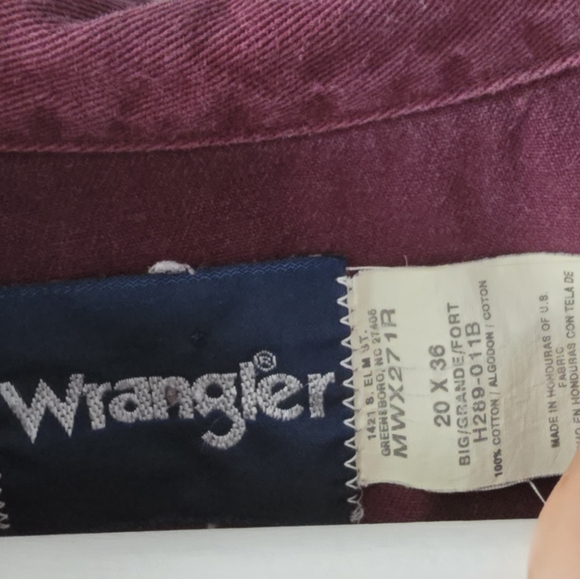 Wrangler®
1421 S. ELM ST.
GREENSBORO, NC 27406
MWX271R
20 X 36
BIG/GRANDE/FORT
H289-011B
100% COTTON / ALGODON / COTON
MADE IN HONDURAS OF U.S.
FABRIC
EN HONDURAS CON TELA DE